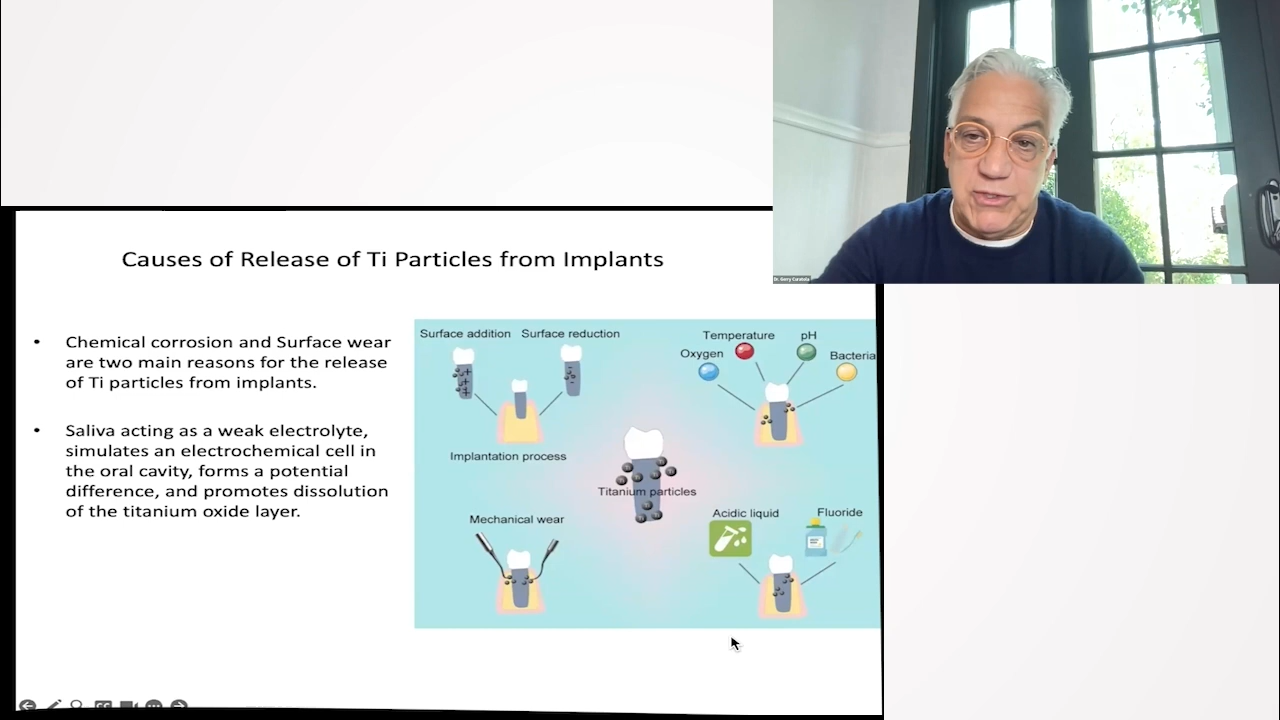 Dr. Gerry Curatola
Causes of Release of Ti Particles from Implants
• Chemical corrosion and Surface wear
are two main reasons for the release
of Ti particles from implants.
• Saliva acting as a weak electrolyte,
simulates an electrochemical cell in
the oral cavity, forms a potential
difference, and promotes dissolution
of the titanium oxide layer.
Surface addition Surface reduction
Implantation process
Temperature pH
Oxygen Bacteria
Titanium particles
Mechanical wear
Acidic liquid Fluoride